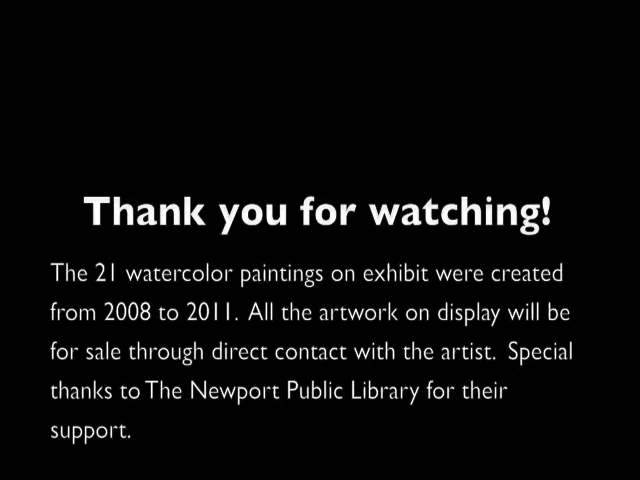 Thank you for watching!
The 21 watercolor paintings on exhibit were created
from 2008 to 2011.  All the artwork on display will be
for sale through direct contact with the artist.  Special
thanks to The Newport Public Library for their
support.